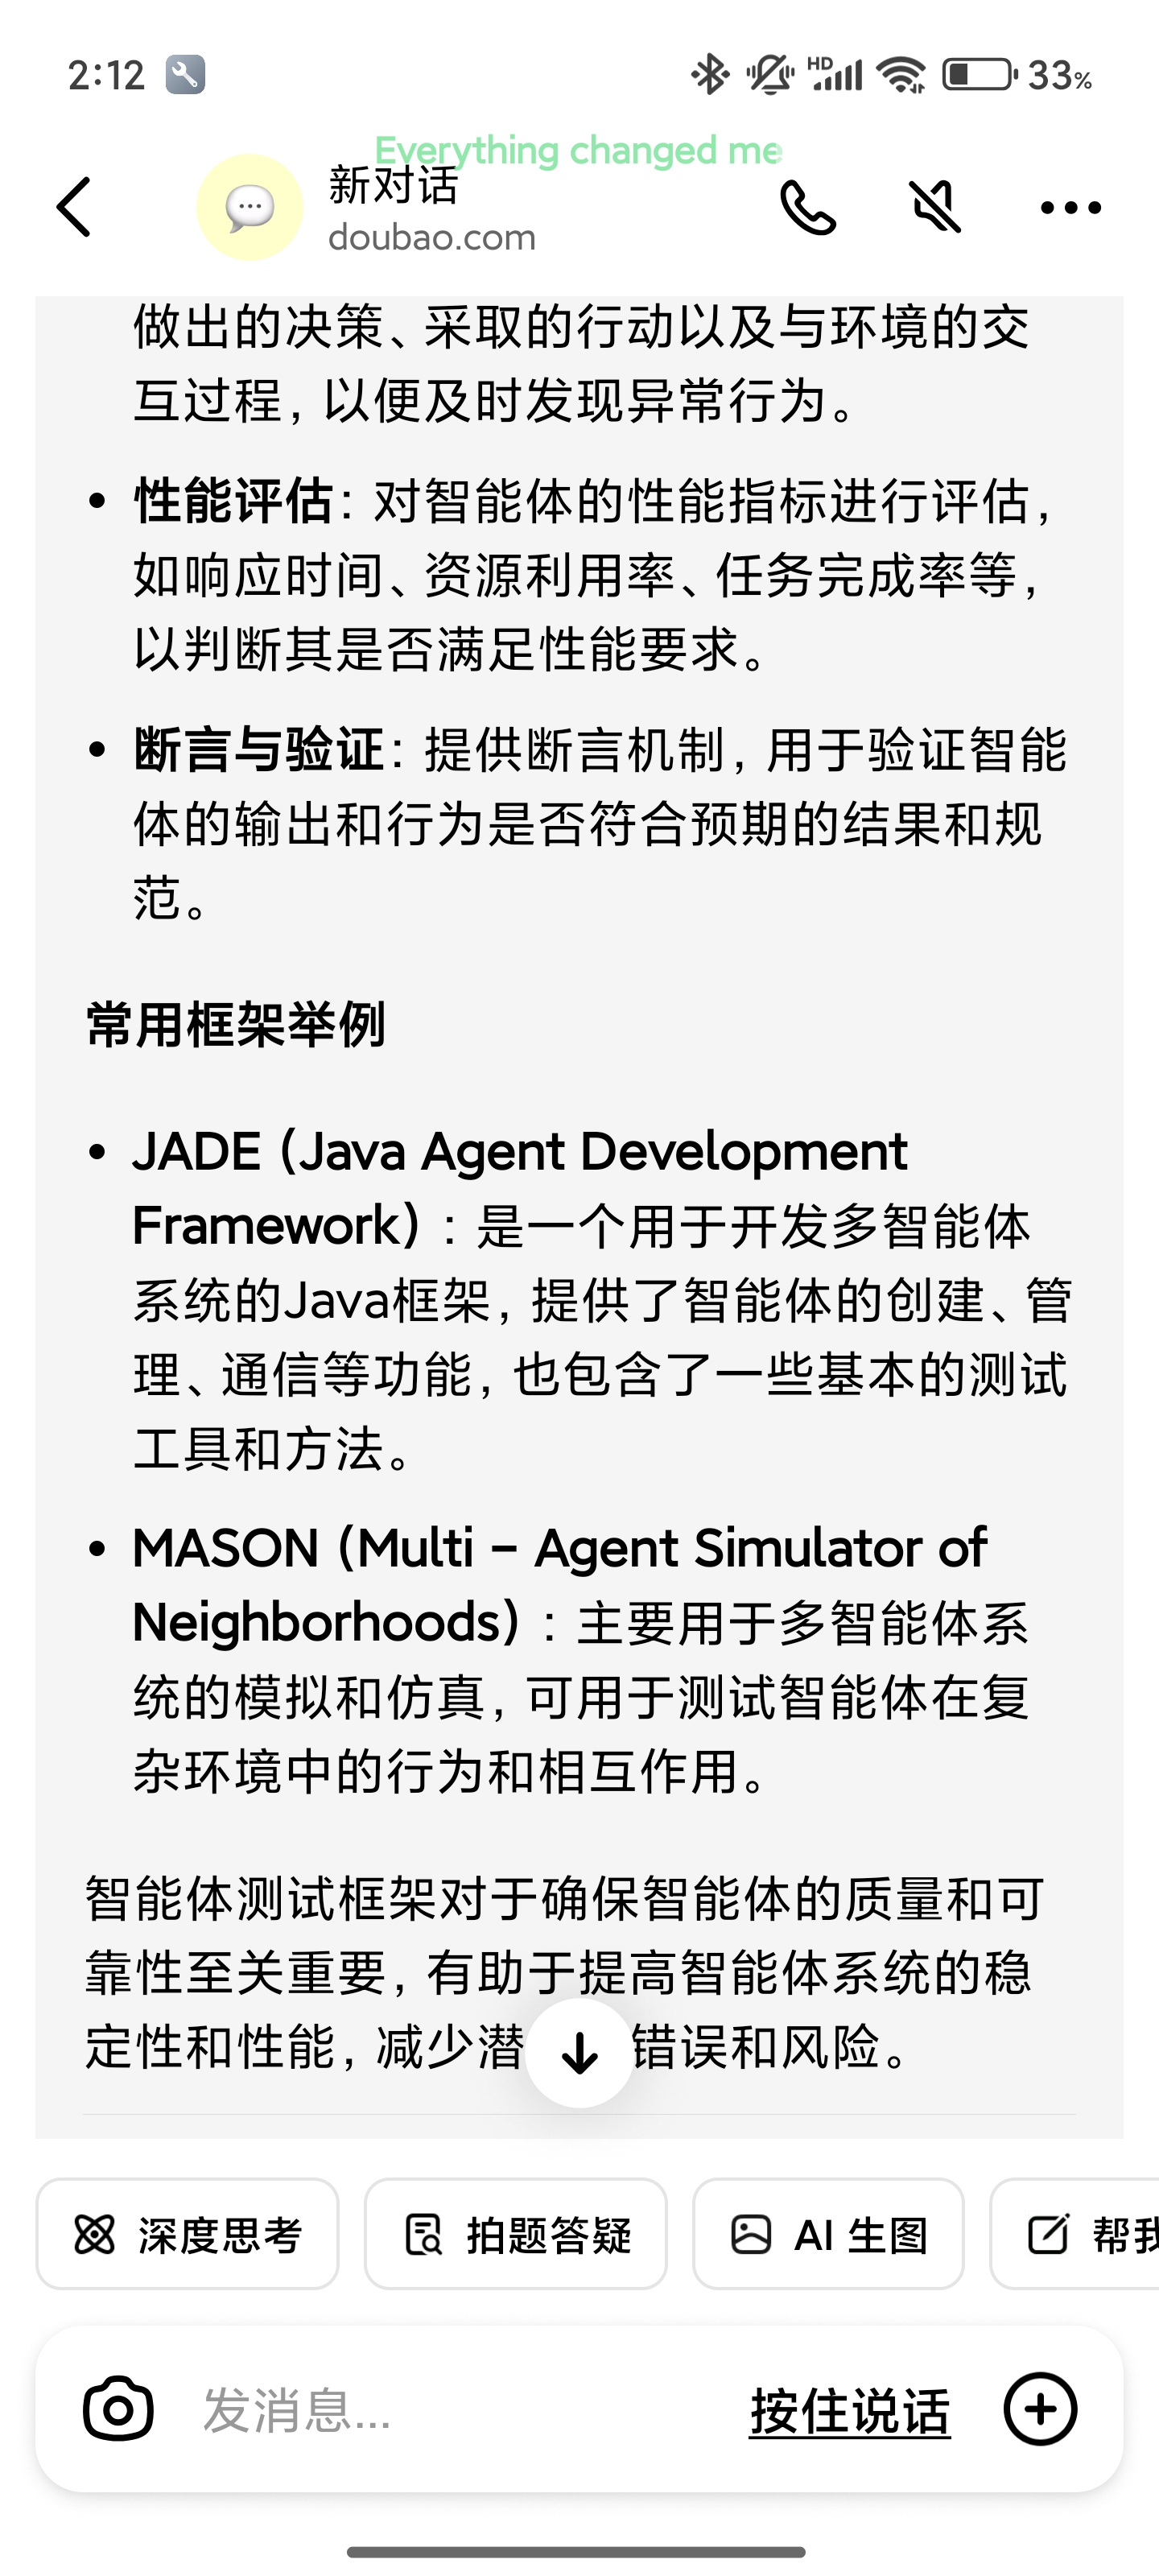 2:12
HD
33%
Everything changed me
新对话
doubao.com
做出的决策、采取的行动以及与环境的交
互过程，以便及时发现异常行为。
• 性能评估：对智能体的性能指标进行评估，
如响应时间、资源利用率、任务完成率等，
以判断其是否满足性能要求。
• 断言与验证：提供断言机制，用于验证智能
体的输出和行为是否符合预期的结果和规
范。
常用框架举例
• JADE (Java Agent Development
Framework)：是一个用于开发多智能体
系统的Java框架，提供了智能体的创建、管
理、通信等功能，也包含了一些基本的测试
工具和方法。
• MASON (Multi - Agent Simulator of
Neighborhoods)：主要用于多智能体系
统的模拟和仿真，可用于测试智能体在复
杂环境中的行为和相互作用。
智能体测试框架对于确保智能体的质量和可
靠性至关重要，有助于提高智能体系统的稳
定性和性能，减少潜 错误和风险。
深度思考
拍题答疑
AI 生图
帮我
发消息...
按住说话